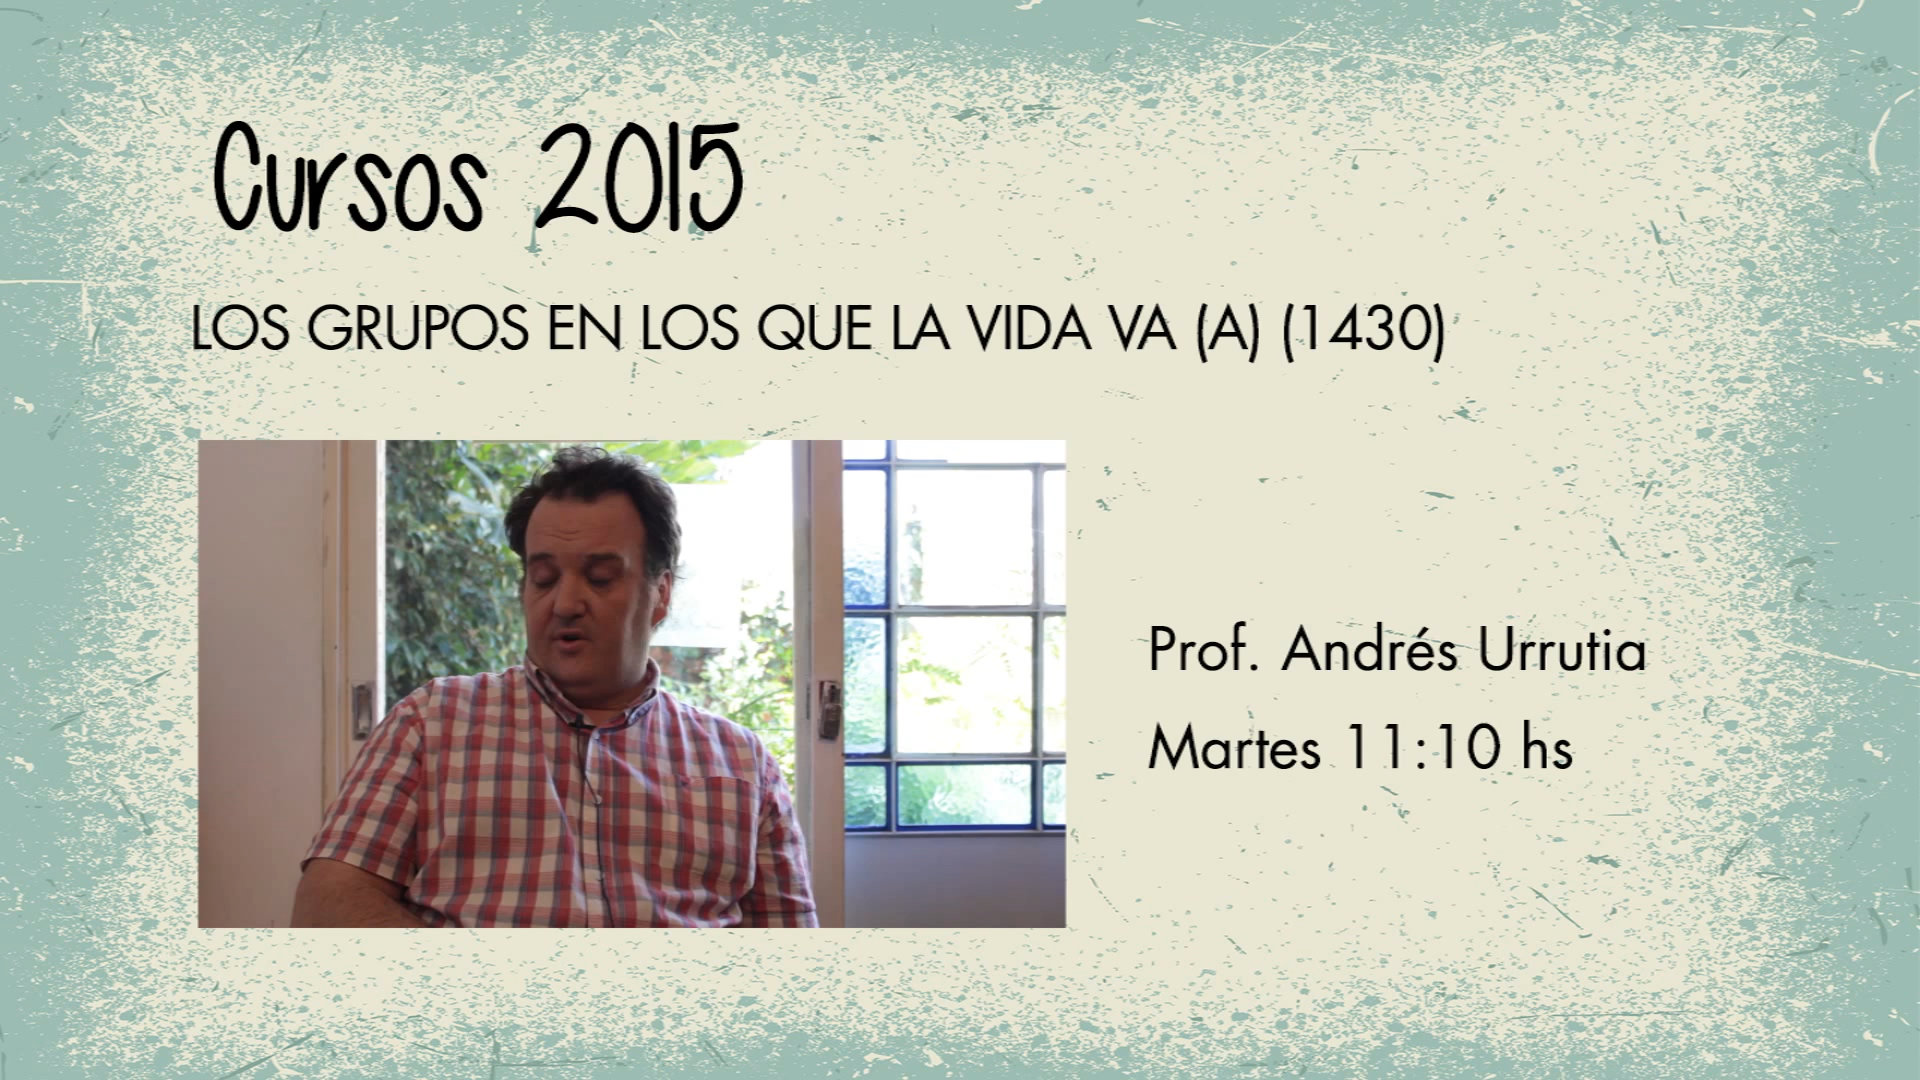 Cursos 2015
LOS GRUPOS EN LOS QUE LA VIDA VA (A) (1430)
Prof. Andrés Urrutia
Martes 11:10 hs